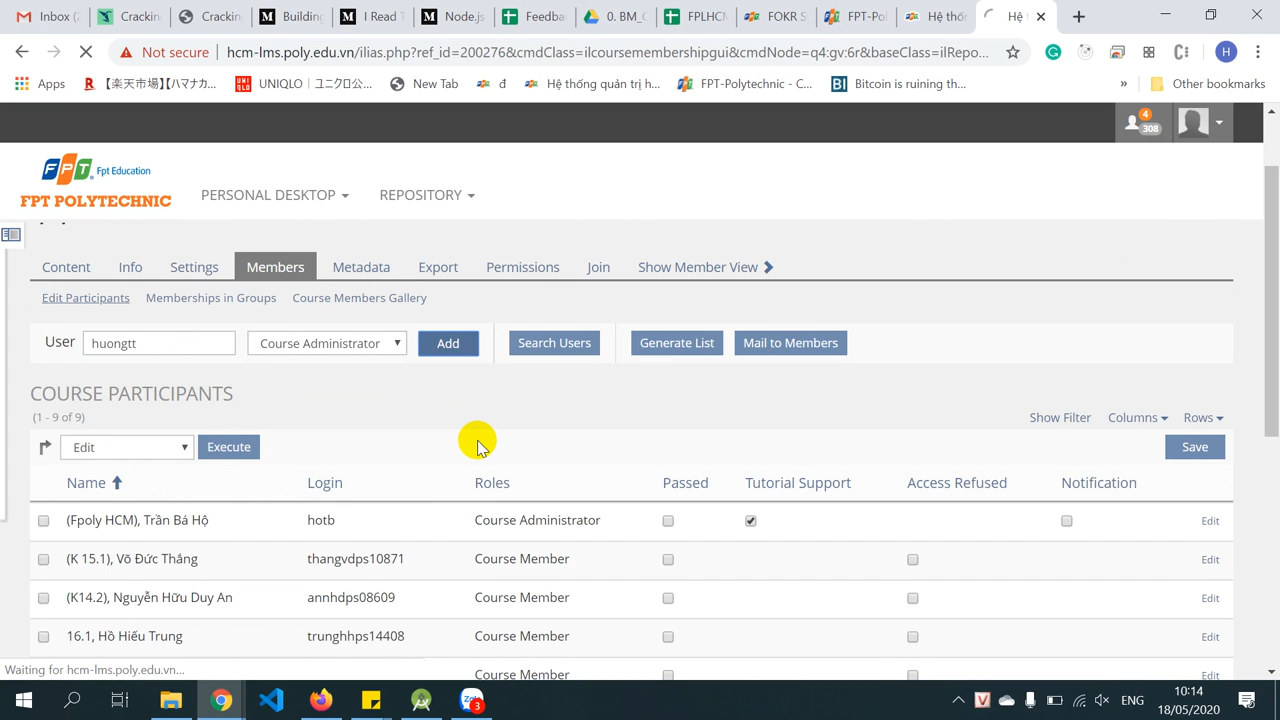 Inbox (
Crackin
Crackin
Building
I Read T
Node.js
Feedba
0. BM_C
FPLHCM
FOKR S
FPT-Pol
Hệ thố
Hệ t
Not secure
hcm-lms.poly.edu.vn/ilias.php?ref_id=200276&cmdClass=ilcoursemembershipgui&cmdNode=q4:gv:6r&baseClass=ilRepo...
H
Apps
【楽天市場】【ハマナカ...
UNIQLO｜ユニクロ公...
New Tab
đ
Hệ thống quản trị h...
FPT-Polytechnic - C...
BI
Bitcoin is ruining th...
»
Other bookmarks
4
308
FPT Fpt Education
FPT POLYTECHNIC
PERSONAL DESKTOP
REPOSITORY
Content
Info
Settings
Members
Metadata
Export
Permissions
Join
Show Member View
Edit Participants
Memberships in Groups
Course Members Gallery
User
huongtt
Course Administrator
Add
Search Users
Generate List
Mail to Members
COURSE PARTICIPANTS
(1 - 9 of 9)
Show Filter
Columns
Rows
Edit
Execute
Save
Name
Login
Roles
Passed
Tutorial Support
Access Refused
Notification
(Fpoly HCM), Trần Bá Hộ
hotb
Course Administrator
Edit
(K 15.1), Võ Đức Thắng
thangvdps10871
Course Member
Edit
(K14.2), Nguyễn Hữu Duy An
annhdps08609
Course Member
Edit
16.1, Hồ Hiếu Trung
trunghhps14408
Course Member
Edit
Course Member
Edit
Waiting for hcm-lms.poly.edu.vn...
3
ENG
10:14
18/05/2020